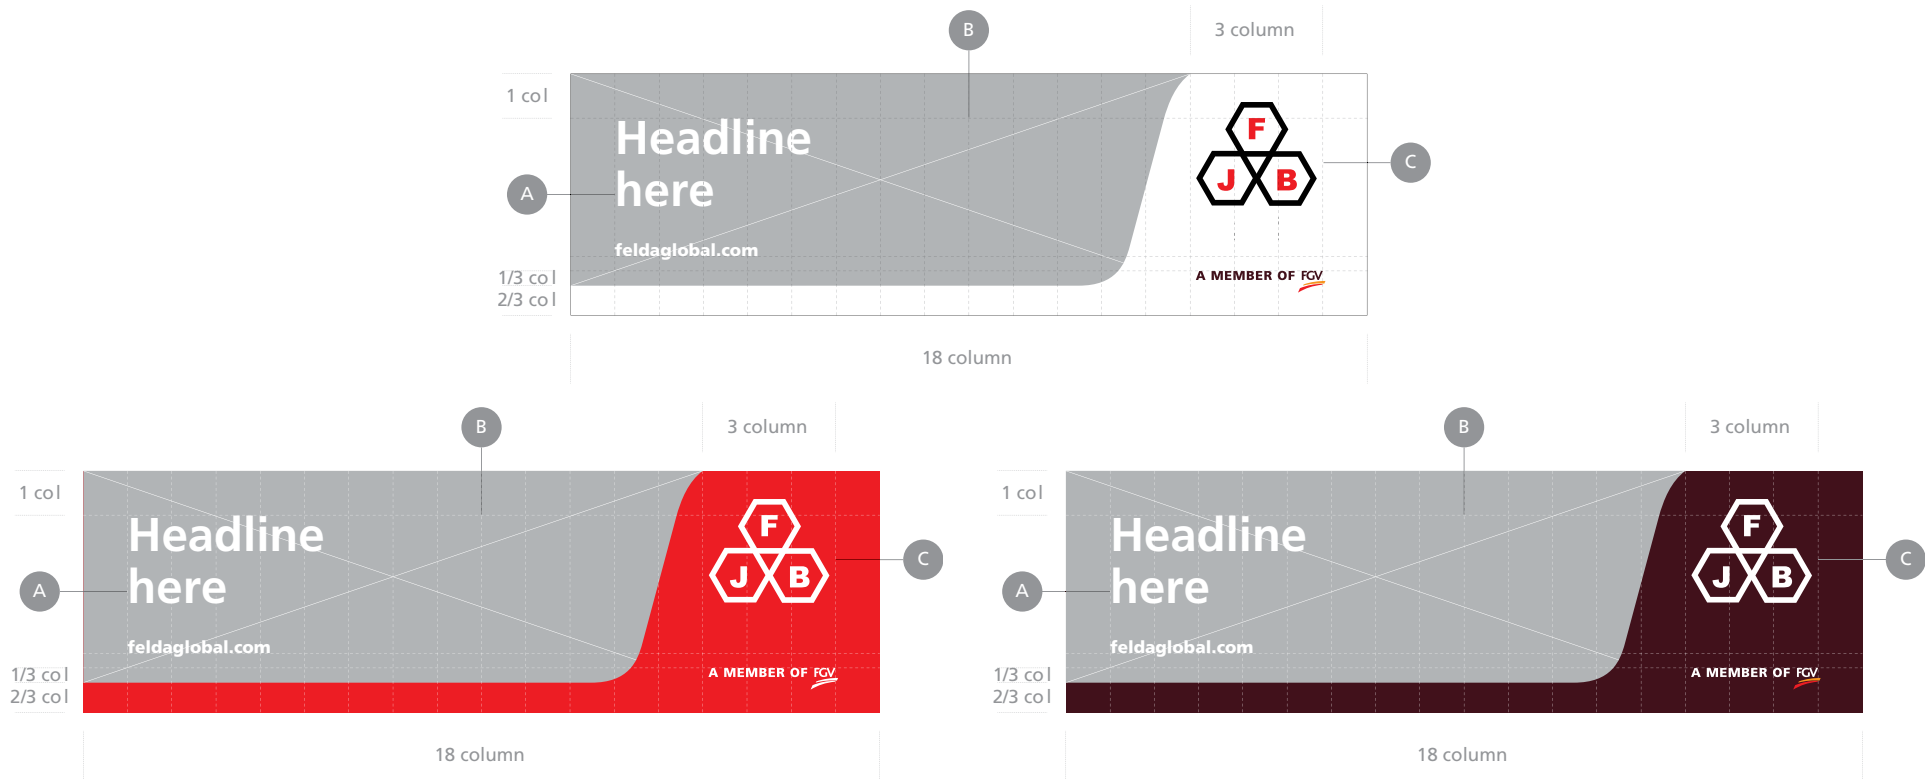 B
3 column
1 col
Headline
here
feldaglobal.com
A
F
J B
C
1/3 col
2/3 col
A MEMBER OF FGV
18 column
B
3 column
1 col
Headline
here
feldaglobal.com
A
F
J B
C
1/3 col
2/3 col
A MEMBER OF FGV
18 column
B
3 column
1 col
Headline
here
feldaglobal.com
A
F
J B
C
1/3 col
2/3 col
A MEMBER OF FGV
18 column